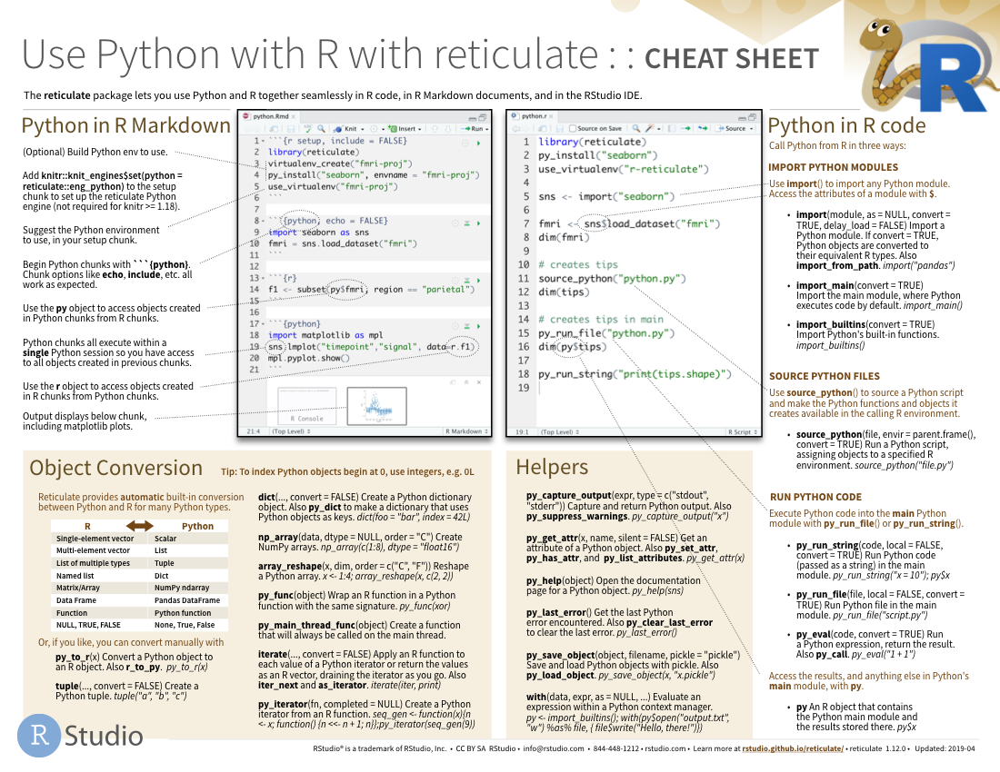 Use Python with R with reticulate : : CHEAT SHEET
The reticulate package lets you use Python and R together seamlessly in R code, in R Markdown documents, and in the RStudio IDE.
Python in R Markdown
(Optional) Build Python env to use.
Add knitr::knit_engines$set(python =
reticulate::eng_python) to the setup
chunk to set up the reticulate Python
engine (not required for knitr >= 1.18).
Suggest the Python environment
to use, in your setup chunk.
Begin Python chunks with ```{python}.
Chunk options like echo, include, etc. all
work as expected.
Use the py object to access objects created
in Python chunks from R chunks.
Python chunks all execute within a
single Python session so you have access
to all objects created in previous chunks.
Use the r object to access objects created
in R chunks from Python chunks.
Output displays below chunk,
including matplotlib plots.
python.Rmd
Knit Insert Run
1 ```{r setup, include = FALSE}
2 library(reticulate)
3 virtualenv_create("fmri-proj")
4 py_install("seaborn", envname = "fmri-proj")
5 use_virtualenv("fmri-proj")
6 ```
7
8 ```{python, echo = FALSE}
9 import seaborn as sns
10 fmri = sns.load_dataset("fmri")
11 ```
12
13 ```{r}
14 f1 <- subset(py$fmri, region == "parietal")
15 ```
16
17 ```{python}
18 import matplotlib as mpl
19 sns.lmplot("timepoint","signal", data=r.f1)
20 mpl.pyplot.show()
21 ```
R Console
21:4 (Top Level) R Markdown
python.r
Source on Save Source
1 library(reticulate)
2 py_install("seaborn")
3 use_virtualenv("r-reticulate")
4
5 sns <- import("seaborn")
6
7 fmri <- sns$load_dataset("fmri")
8 dim(fmri)
9
10 # creates tips
11 source_python("python.py")
12 dim(tips)
13
14 # creates tips in main
15 py_run_file("python.py")
16 dim(py$tips)
17
18 py_run_string("print(tips.shape)")
19
19:1 (Top Level) R Script
R
Python in R code
Call Python from R in three ways:
IMPORT PYTHON MODULES
Use import() to import any Python module.
Access the attributes of a module with $.
• import(module, as = NULL, convert =
TRUE, delay_load = FALSE) Import a
Python module. If convert = TRUE,
Python objects are converted to
their equivalent R types. Also
import_from_path. import("pandas")
• import_main(convert = TRUE)
Import the main module, where Python
executes code by default. import_main()
• import_builtins(convert = TRUE)
Import Python's built-in functions.
import_builtins()
SOURCE PYTHON FILES
Use source_python() to source a Python script
and make the Python functions and objects it
creates available in the calling R environment.
• source_python(file, envir = parent.frame(),
convert = TRUE) Run a Python script,
assigning objects to a specified R
environment. source_python("file.py")
RUN PYTHON CODE
Execute Python code into the main Python
module with py_run_file() or py_run_string().
• py_run_string(code, local = FALSE,
convert = TRUE) Run Python code
(passed as a string) in the main
module. py_run_string("x = 10"); py$x
• py_run_file(file, local = FALSE, convert =
TRUE) Run Python file in the main
module. py_run_file("script.py")
• py_eval(code, convert = TRUE) Run
a Python expression, return the result.
Also py_call. py_eval("1 + 1")
Access the results, and anything else in Python's
main module, with py.
• py An R object that contains
the Python main module and
the results stored there. py$x
Object Conversion
Tip: To index Python objects begin at 0, use integers, e.g. 0L
Reticulate provides automatic built-in conversion
between Python and R for many Python types.
R Python
Single-element vector Scalar
Multi-element vector List
List of multiple types Tuple
Named list Dict
Matrix/Array NumPy ndarray
Data Frame Pandas DataFrame
Function Python function
NULL, TRUE, FALSE None, True, False
Or, if you like, you can convert manually with
py_to_r(x) Convert a Python object to
an R object. Also r_to_py. py_to_r(x)
tuple(..., convert = FALSE) Create a
Python tuple. tuple("a", "b", "c")
dict(..., convert = FALSE) Create a Python dictionary
object. Also py_dict to make a dictionary that uses
Python objects as keys. dict(foo = "bar", index = 42L)
np_array(data, dtype = NULL, order = "C") Create
NumPy arrays. np_array(c(1:8), dtype = "float16")
array_reshape(x, dim, order = c("C", "F")) Reshape
a Python array. x <- 1:4; array_reshape(x, c(2, 2))
py_func(object) Wrap an R function in a Python
function with the same signature. py_func(xor)
py_main_thread_func(object) Create a function
that will always be called on the main thread.
iterate(..., convert = FALSE) Apply an R function to
each value of a Python iterator or return the values
as an R vector, draining the iterator as you go. Also
iter_next and as_iterator. iterate(iter, print)
py_iterator(fn, completed = NULL) Create a Python
iterator from an R function. seq_gen <- function(x){n
<- x; function() {n <<- n + 1; n}};py_iterator(seq_gen(9))
Helpers
py_capture_output(expr, type = c("stdout",
"stderr")) Capture and return Python output. Also
py_suppress_warnings. py_capture_output("x")
py_get_attr(x, name, silent = FALSE) Get an
attribute of a Python object. Also py_set_attr,
py_has_attr, and py_list_attributes. py_get_attr(x)
py_help(object) Open the documentation
page for a Python object. py_help(sns)
py_last_error() Get the last Python
error encountered. Also py_clear_last_error
to clear the last error. py_last_error()
py_save_object(object, filename, pickle = "pickle")
Save and load Python objects with pickle. Also
py_load_object. py_save_object(x, "x.pickle")
with(data, expr, as = NULL, ...) Evaluate an
expression within a Python context manager.
py <- import_builtins(); with(py$open("output.txt",
"w") %as% file, { file$write("Hello, there!")})
R Studio
RStudio® is a trademark of RStudio, Inc. • CC BY SA RStudio • info@rstudio.com • 844-448-1212 • rstudio.com • Learn more at rstudio.github.io/reticulate/ • reticulate 1.12.0 • Updated: 2019-04